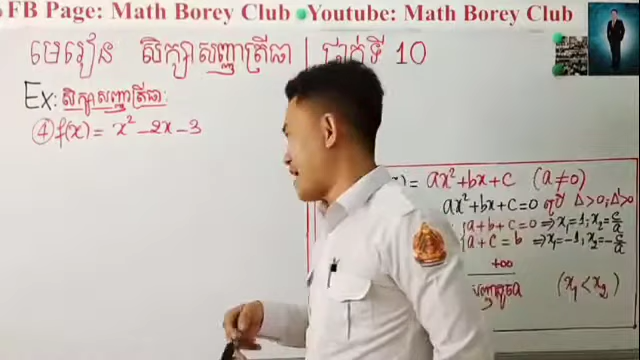 FB Page: Math Borey Club Youtube: Math Borey Club
មេរៀន សិក្សាសញ្ញាត្រីធា | ថ្នាក់ទី 10
Ex: សិក្សាសញ្ញាត្រីធា:
④ f(x) = x² - 2x - 3
) = ax² + bx + c (a ≠ 0)
ax² + bx + c = 0
a + b + c = 0 ⇒ x₁ = 1; x₂ = c/a
a + c = b ⇒ x₁ = -1; x₂ = -c/a
+∞
(x₁ < x₂)